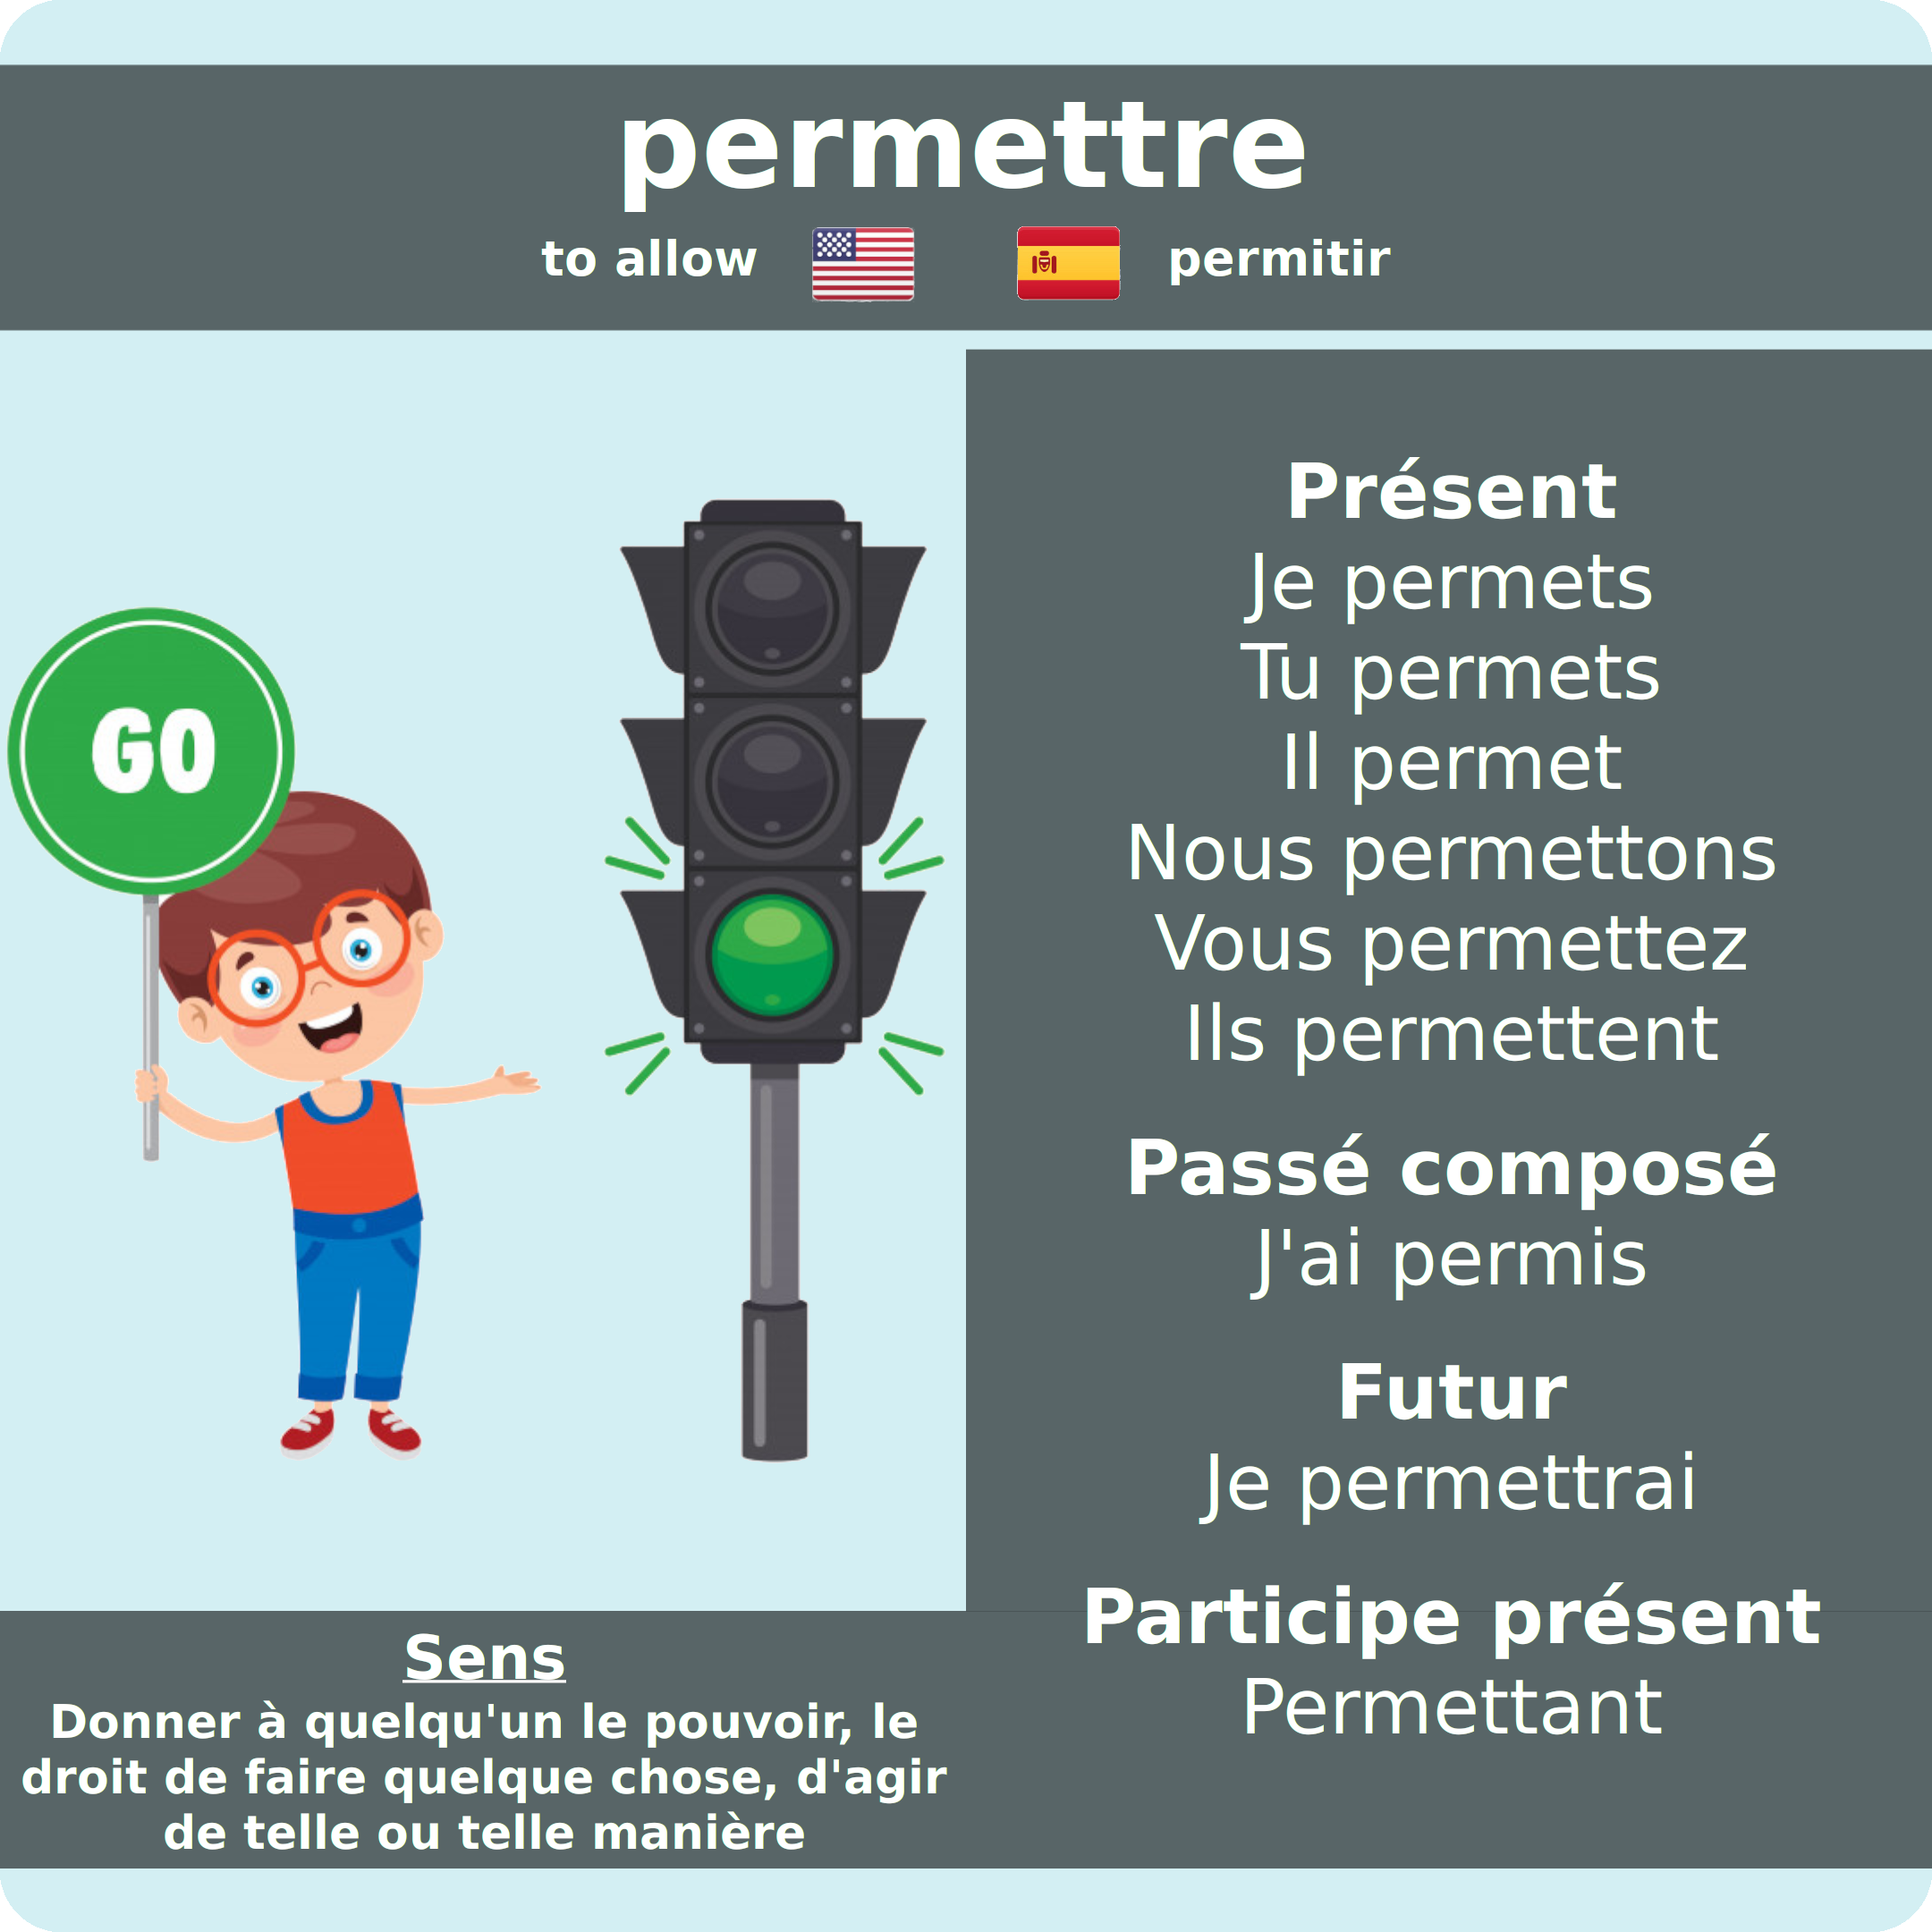 permettre
to allow
permitir
GO
Présent
Je permets
Tu permets
Il permet
Nous permettons
Vous permettez
Ils permettent
Passé composé
J'ai permis
Futur
Je permettrai
Participe présent
Permettant
Sens
Donner à quelqu'un le pouvoir, le
droit de faire quelque chose, d'agir
de telle ou telle manière